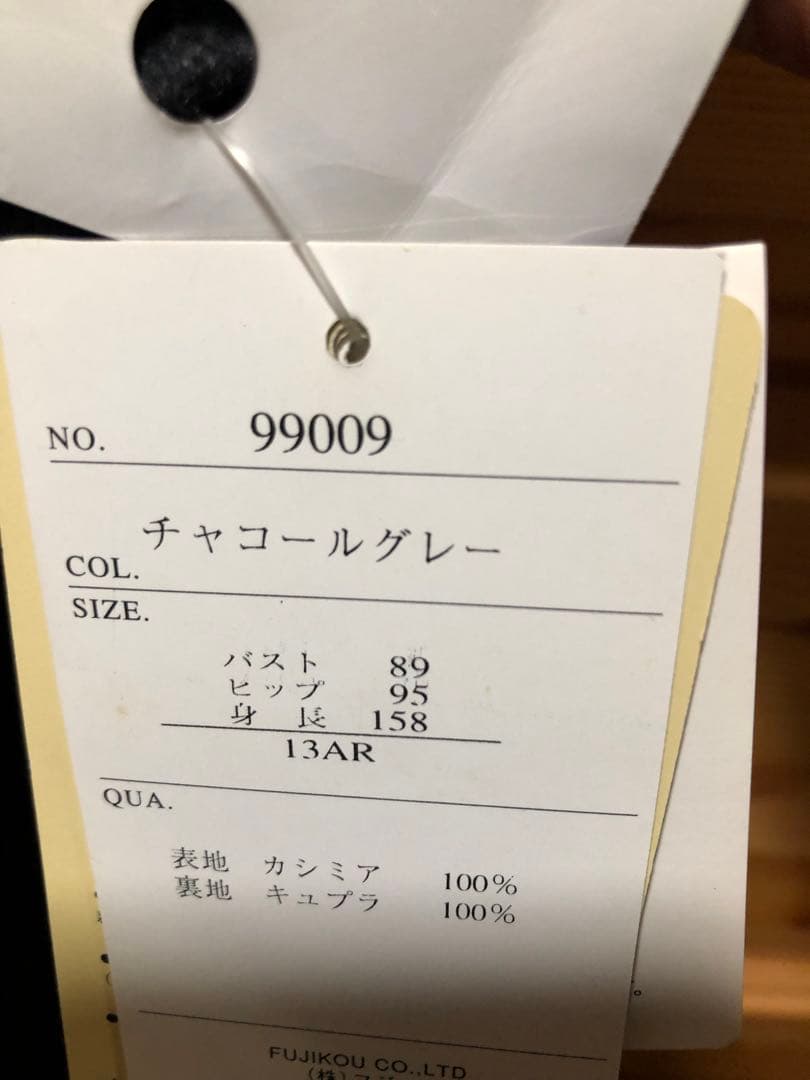 NO. 99009
COL. チャコールグレー
SIZE.
バスト 89
ヒップ 95
身長 158
13AR
QUA.
表地 カシミア 100%
裏地 キュプラ 100%
FUJIKOU CO.,LTD
(株)